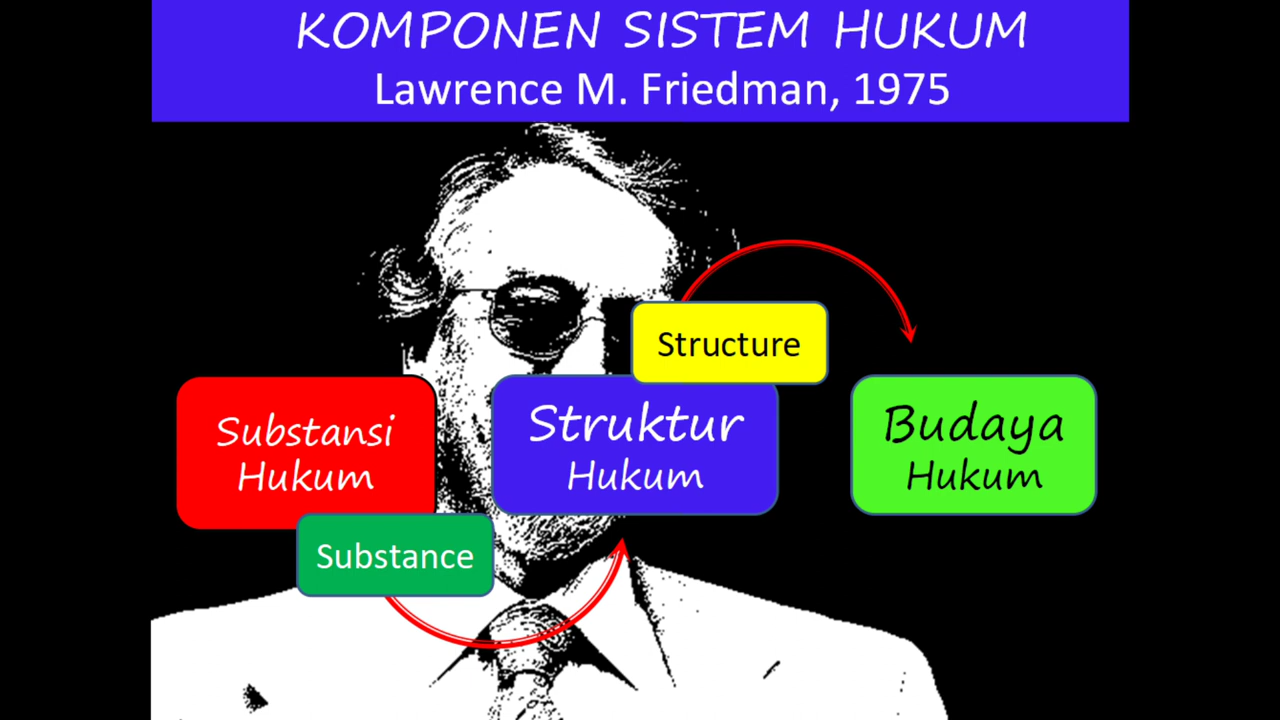 KOMPONEN SISTEM HUKUM
Lawrence M. Friedman, 1975
Structure
Substansi
Hukum
Struktur
Hukum
Budaya
Hukum
Substance